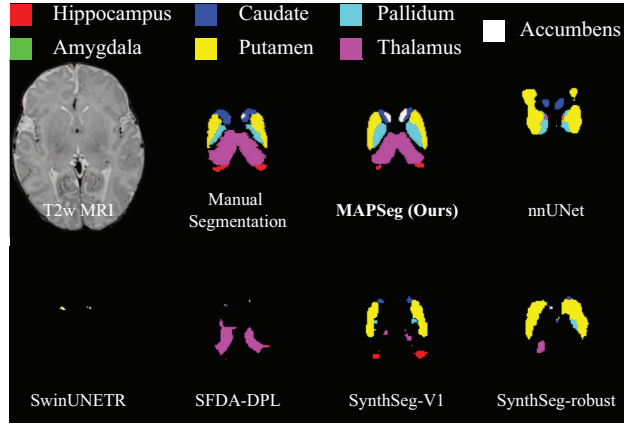 Hippocampus Caudate Pallidum Accumbens
Amygdala Putamen Thalamus
T2w MRI Manual Segmentation MAPSeg (Ours) nnUNet
SwinUNETR SFDA-DPL SynthSeg-V1 SynthSeg-robust